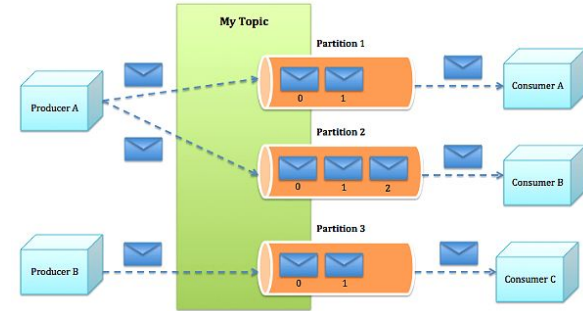 My Topic
Partition 1
Producer A
0 1
Consumer A
Partition 2
0 1 2
Consumer B
Partition 3
Producer B
0 1
Consumer C